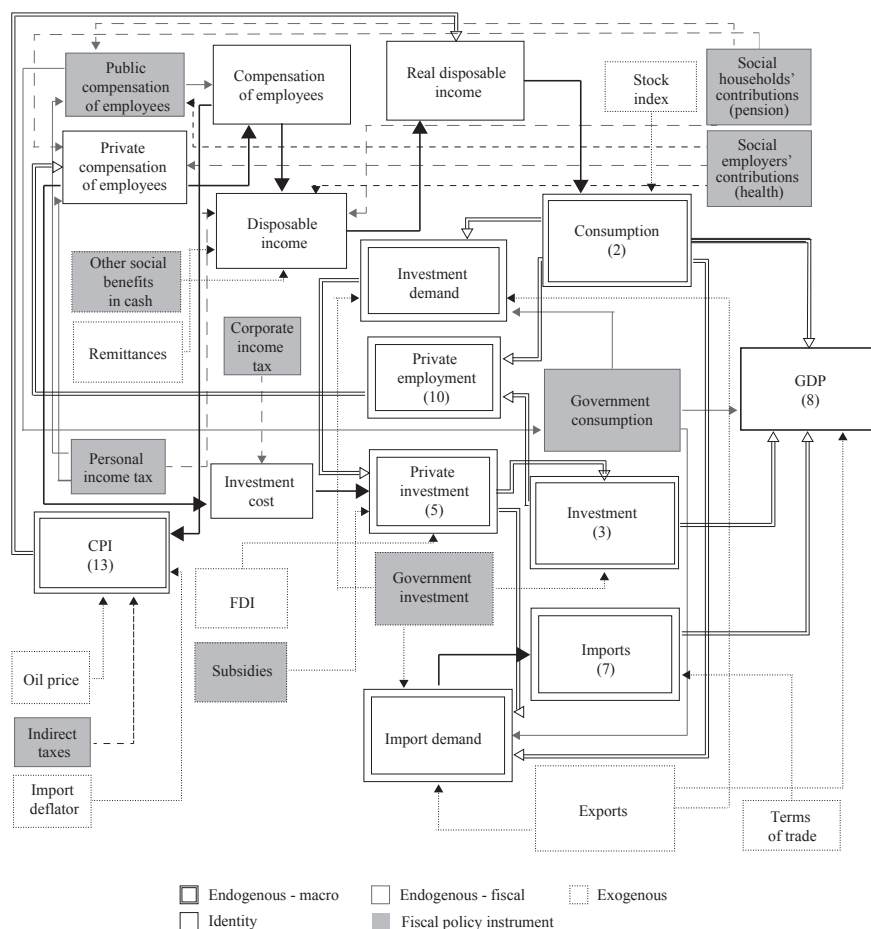 Public
compensation
of employees
Compensation
of employees
Real disposable
income
Stock
index
Social
households'
contributions
(pension)
Private
compensation
of employees
Social
employers'
contributions
(health)
Disposable
income
Consumption
(2)
Other social
benefits
in cash
Investment
demand
Remittances
Corporate
income
tax
Private
employment
(10)
Government
consumption
GDP
(8)
Personal
income tax
Investment
cost
Private
investment
(5)
Investment
(3)
CPI
(13)
FDI
Government
investment
Oil price
Subsidies
Imports
(7)
Indirect
taxes
Import demand
Import
deflator
Exports
Terms
of trade
Endogenous - macro
Endogenous - fiscal
Exogenous
Identity
Fiscal policy instrument